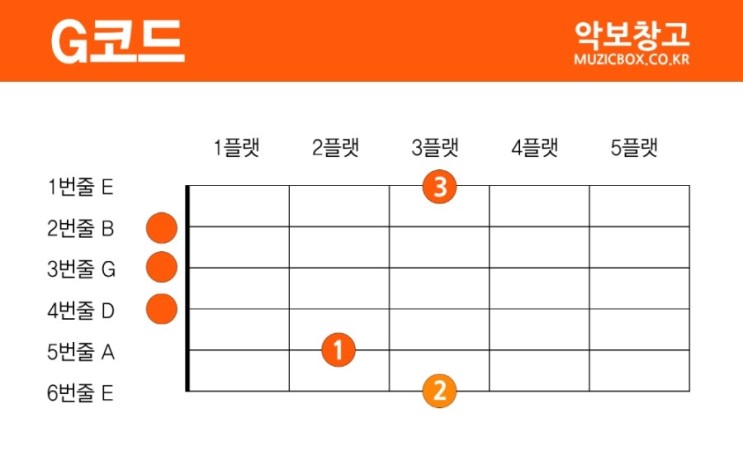 G코드
악보창고
MUZICBOX.CO.KR
1플랫 2플랫 3플랫 4플랫 5플랫
1번줄 E 3
2번줄 B
3번줄 G
4번줄 D
5번줄 A 1
6번줄 E 2